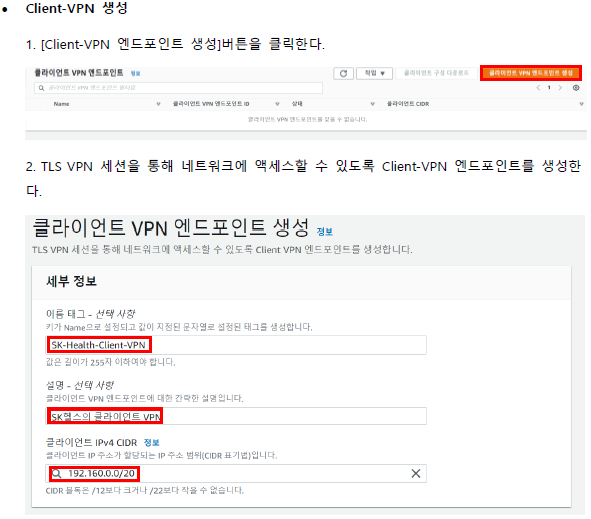 • Client-VPN 생성
1. [Client-VPN 엔드포인트 생성]버튼을 클릭한다.
클라이언트 VPN 엔드포인트 정보
작업 ▼
클라이언트 구성 다운로드
클라이언트 VPN 엔드포인트 생성
클라이언트 VPN 엔드포인트 필터링
< 1 >
Name 클라이언트 VPN 엔드포인트 ID 상태 클라이언트 CIDR
클라이언트 VPN 엔드포인트를 찾을 수 없습니다.
2. TLS VPN 세션을 통해 네트워크에 액세스할 수 있도록 Client-VPN 엔드포인트를 생성한
다.
클라이언트 VPN 엔드포인트 생성 정보
TLS VPN 세션을 통해 네트워크에 액세스할 수 있도록 Client VPN 엔드포인트를 생성합니다.
세부 정보
이름 태그 - 선택 사항
키가 Name으로 설정되고 값이 지정된 문자열로 설정된 태그를 생성합니다.
SK-Health-Client-VPN
값은 길이가 255자 이하여야 합니다.
설명 - 선택 사항
클라이언트 VPN 엔드포인트에 대한 간략한 설명입니다.
SK헬스의 클라이언트 VPN
클라이언트 IPv4 CIDR 정보
클라이언트 IP 주소가 할당되는 IP 주소 범위(CIDR 표기법)입니다.
192.160.0.0/20
CIDR 블록은 /12보다 크거나 /22보다 작을 수 없습니다.